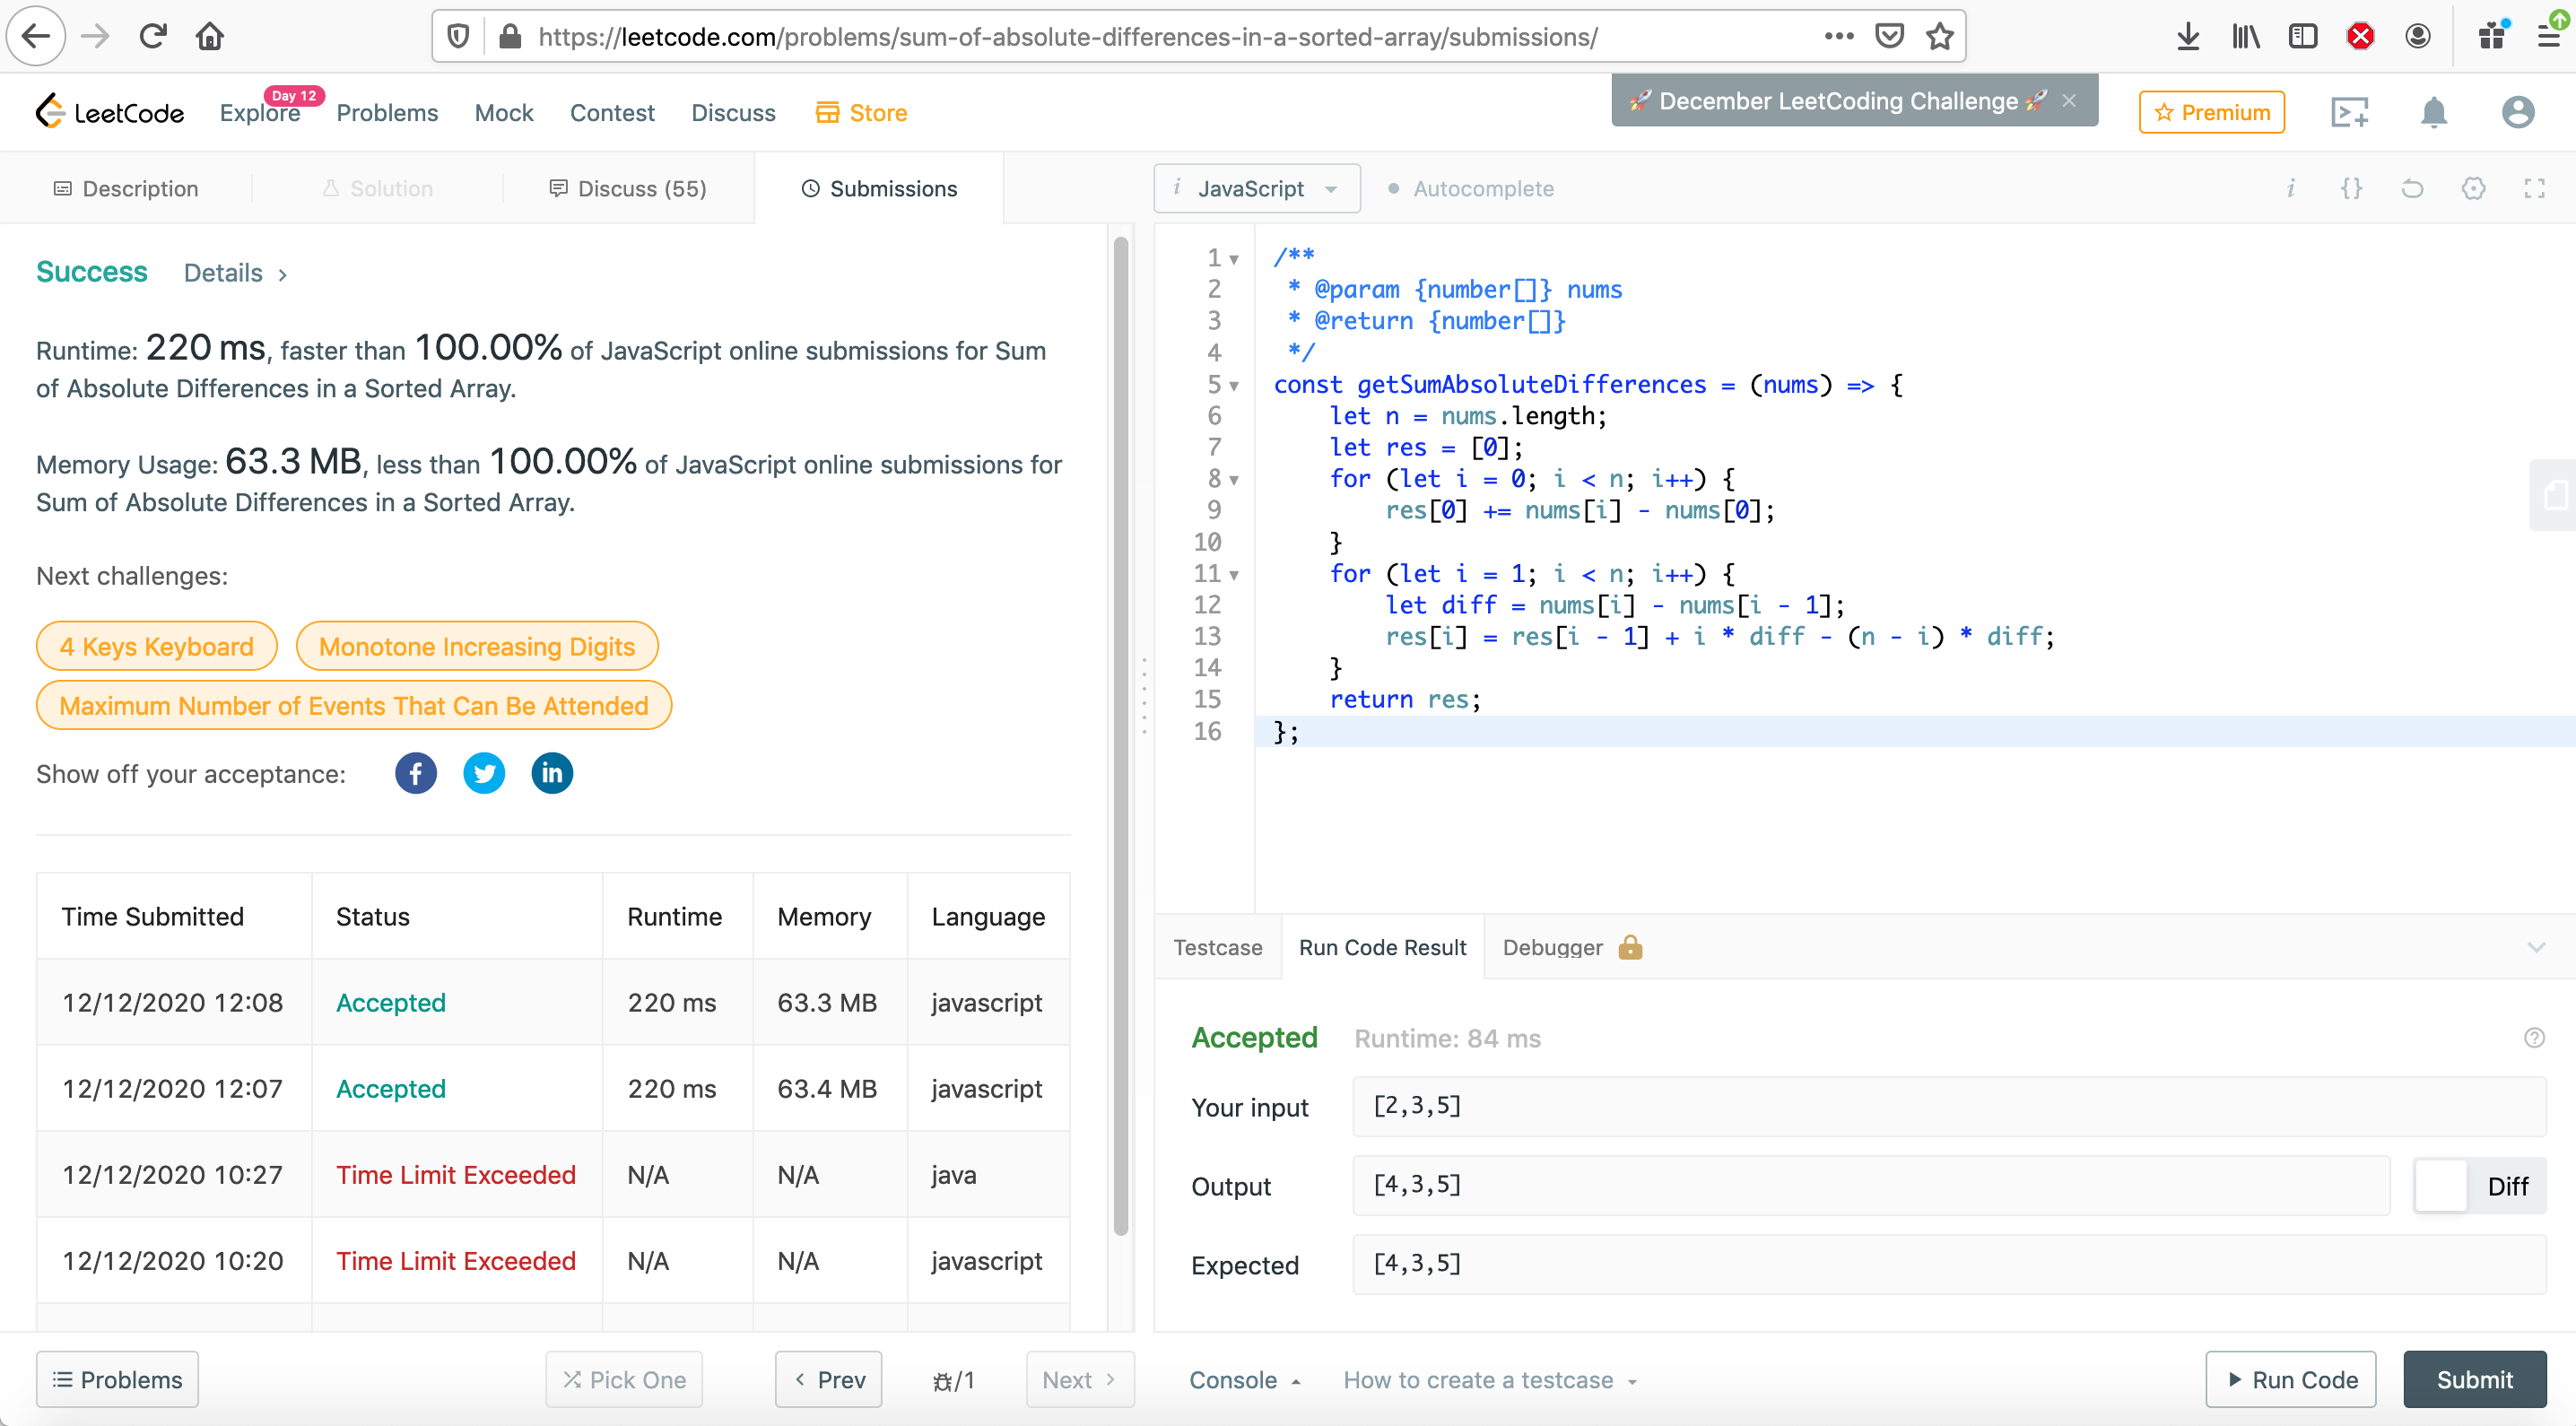 https://leetcode.com/problems/sum-of-absolute-differences-in-a-sorted-array/submissions/
LeetCode
Explore
Day 12
Problems
Mock
Contest
Discuss
Store
🚀 December LeetCoding Challenge 🚀 ×
☆ Premium
Description
Solution
Discuss (55)
Submissions
i JavaScript
Autocomplete
Success
Details ›
Runtime: 220 ms, faster than 100.00% of JavaScript online submissions for Sum
of Absolute Differences in a Sorted Array.
Memory Usage: 63.3 MB, less than 100.00% of JavaScript online submissions for
Sum of Absolute Differences in a Sorted Array.
Next challenges:
4 Keys Keyboard
Monotone Increasing Digits
Maximum Number of Events That Can Be Attended
Show off your acceptance:
Time Submitted Status Runtime Memory Language
12/12/2020 12:08 Accepted 220 ms 63.3 MB javascript
12/12/2020 12:07 Accepted 220 ms 63.4 MB javascript
12/12/2020 10:27 Time Limit Exceeded N/A N/A java
12/12/2020 10:20 Time Limit Exceeded N/A N/A javascript
Problems
Pick One
‹ Prev
/1
Next ›
1 /**
2 * @param {number[]} nums
3 * @return {number[]}
4 */
5 const getSumAbsoluteDifferences = (nums) => {
6 let n = nums.length;
7 let res = [0];
8 for (let i = 0; i < n; i++) {
9 res[0] += nums[i] - nums[0];
10 }
11 for (let i = 1; i < n; i++) {
12 let diff = nums[i] - nums[i - 1];
13 res[i] = res[i - 1] + i * diff - (n - i) * diff;
14 }
15 return res;
16 };
Testcase
Run Code Result
Debugger
Accepted Runtime: 84 ms
Your input [2,3,5]
Output [4,3,5]
Diff
Expected [4,3,5]
Console
How to create a testcase
Run Code
Submit